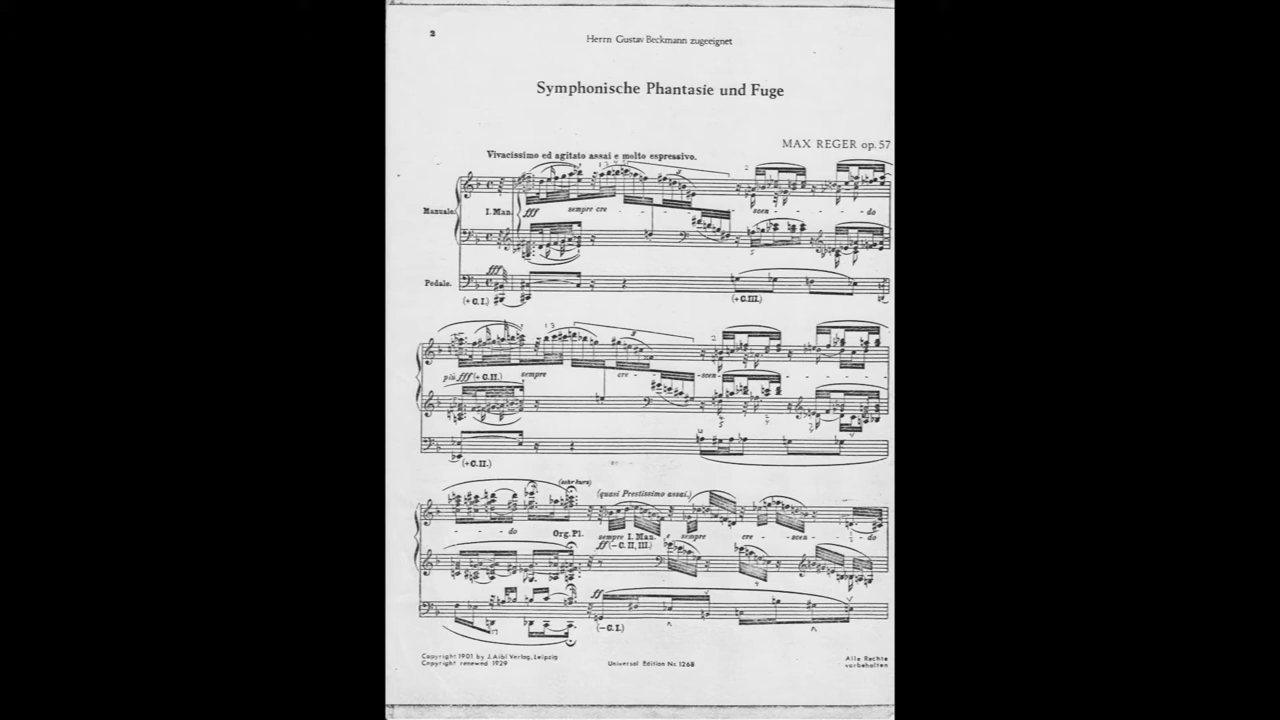 2
Herrn Gustav Beckmann zugeeignet
Symphonische Phantasie und Fuge
MAX REGER op. 57
Vivacissimo ed agitato assai e molto espressivo.
Manuale.
I. Man.
fff
sempre cre - - - - - scen - - - - do
Pedale.
fff
(+ C. I.)
(+ C. III.)
più fff (+ C. II.) sempre cre - - - scen - - - -
(+ C. II.)
(sehr kurz)
(quasi Prestissimo assai.)
- - - - do
Org. Pl.
sempre I. Man. e sempre cre - - scen - - do
ff (− C. II, III.)
ff
(− C. I.)
Copyright 1901 by J. Aibl Verlag, Leipzig
Copyright renewed 1929
Universal Edition Nr. 1268
Alle Rechte
vorbehalten